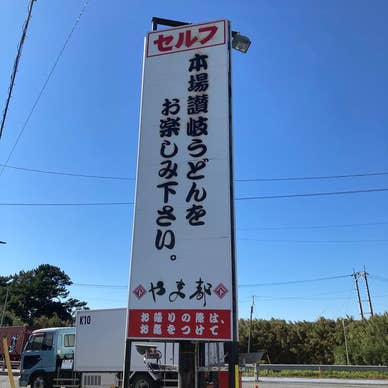 セルフ
本場讃岐うどんを
お楽しみ下さい。
やま都
お帰りの際は、
お気をつけて
K10